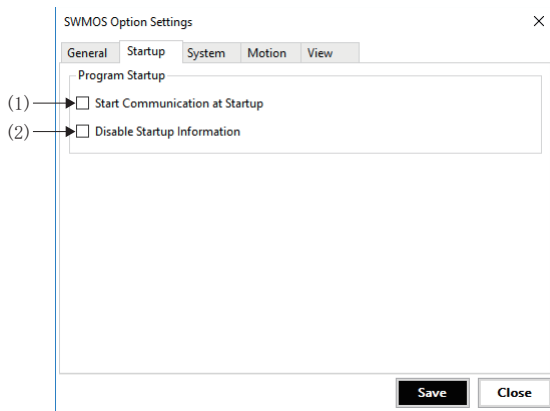 SWMOS Option Settings
General Startup System Motion View
Program Startup
(1) Start Communication at Startup
(2) Disable Startup Information
Save Close